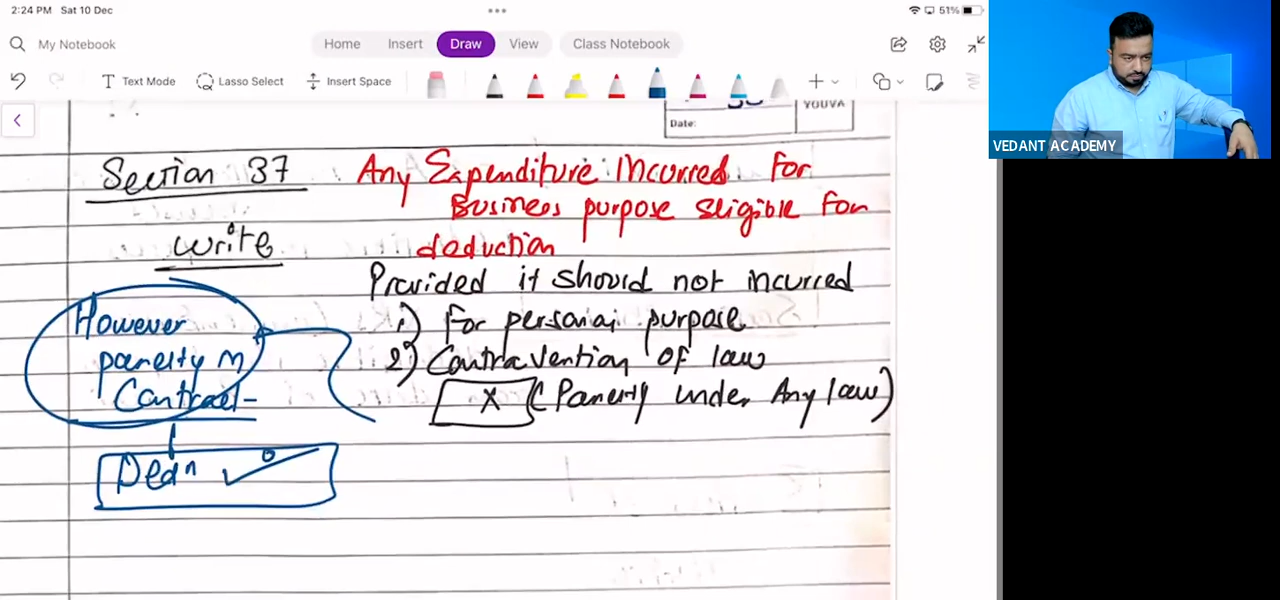 2:24 PM Sat 10 Dec
51%
My Notebook
Home Insert Draw View Class Notebook
Text Mode Lasso Select Insert Space
YOUVA
Date:
VEDANT ACADEMY
Section 37
Any Expenditure Incurred For
Business purpose eligible For
deduction
write
Provided it should not incurred
1) For personal purpose
2) Contravention of law
X (Panerty under Any law)
However
panerity in
Contract-
Dedn ✓